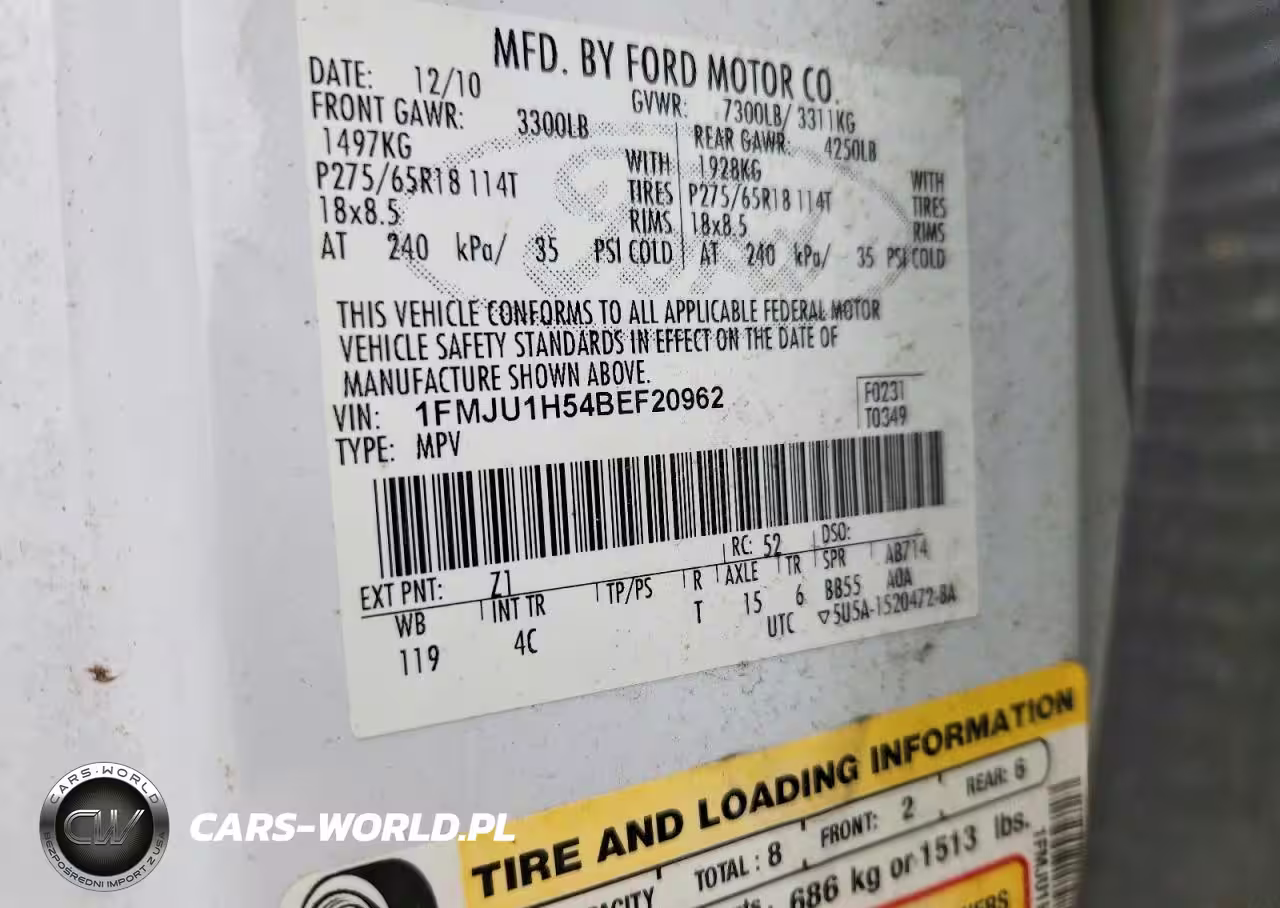 MFD. BY FORD MOTOR CO.
DATE: 12/10 GVWR: 7300LB/ 3311KG
FRONT GAWR: 3300LB REAR GAWR: 4250LB
1497KG WITH 1928KG WITH
P275/65R18 114T TIRES P275/65R18 114T TIRES
18x8.5 RIMS 18x8.5 RIMS
AT 240 kPa/ 35 PSI COLD AT 240 kPa/ 35 PSI COLD
THIS VEHICLE CONFORMS TO ALL APPLICABLE FEDERAL MOTOR
VEHICLE SAFETY STANDARDS IN EFFECT ON THE DATE OF
MANUFACTURE SHOWN ABOVE.
VIN: 1FMJU1H54BEF20962 F0231
TYPE: MPV T0349
EXT PNT: Z1 RC: 52 DSO:
WB INT TR TP/PS R AXLE TR SPR AB714
119 4C T 15 6 BB55 A0A
UTC ▽5U5A-1520472-BA
TIRE AND LOADING INFORMATION
TOTAL : 8 FRONT: 2 REAR: 6
686 kg or 1513 lbs.
CARS-WORLD
CW
BEZPOŚREDNI IMPORT Z USA
CARS-WORLD.PL